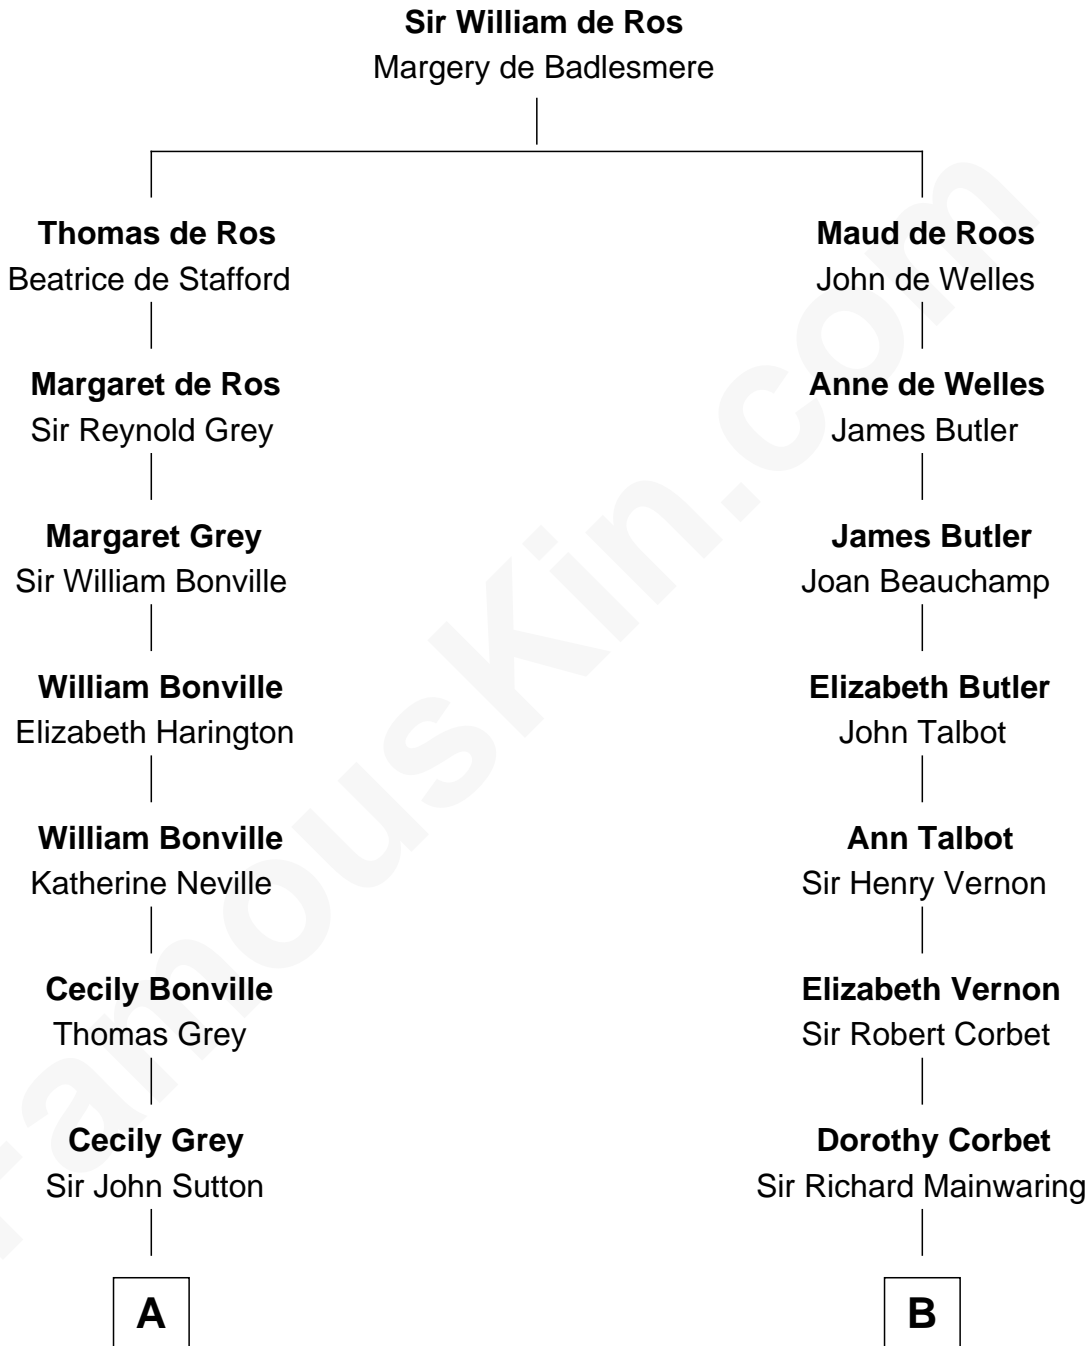 Sir William de Ros
Margery de Badlesmere
Thomas de Ros
Beatrice de Stafford
Maud de Roos
John de Welles
Margaret de Ros
Sir Reynold Grey
Anne de Welles
James Butler
Margaret Grey
Sir William Bonville
James Butler
Joan Beauchamp
William Bonville
Elizabeth Harington
Elizabeth Butler
John Talbot
William Bonville
Katherine Neville
Ann Talbot
Sir Henry Vernon
Cecily Bonville
Thomas Grey
Elizabeth Vernon
Sir Robert Corbet
Cecily Grey
Sir John Sutton
Dorothy Corbet
Sir Richard Mainwaring
A
B
FamousKin.com